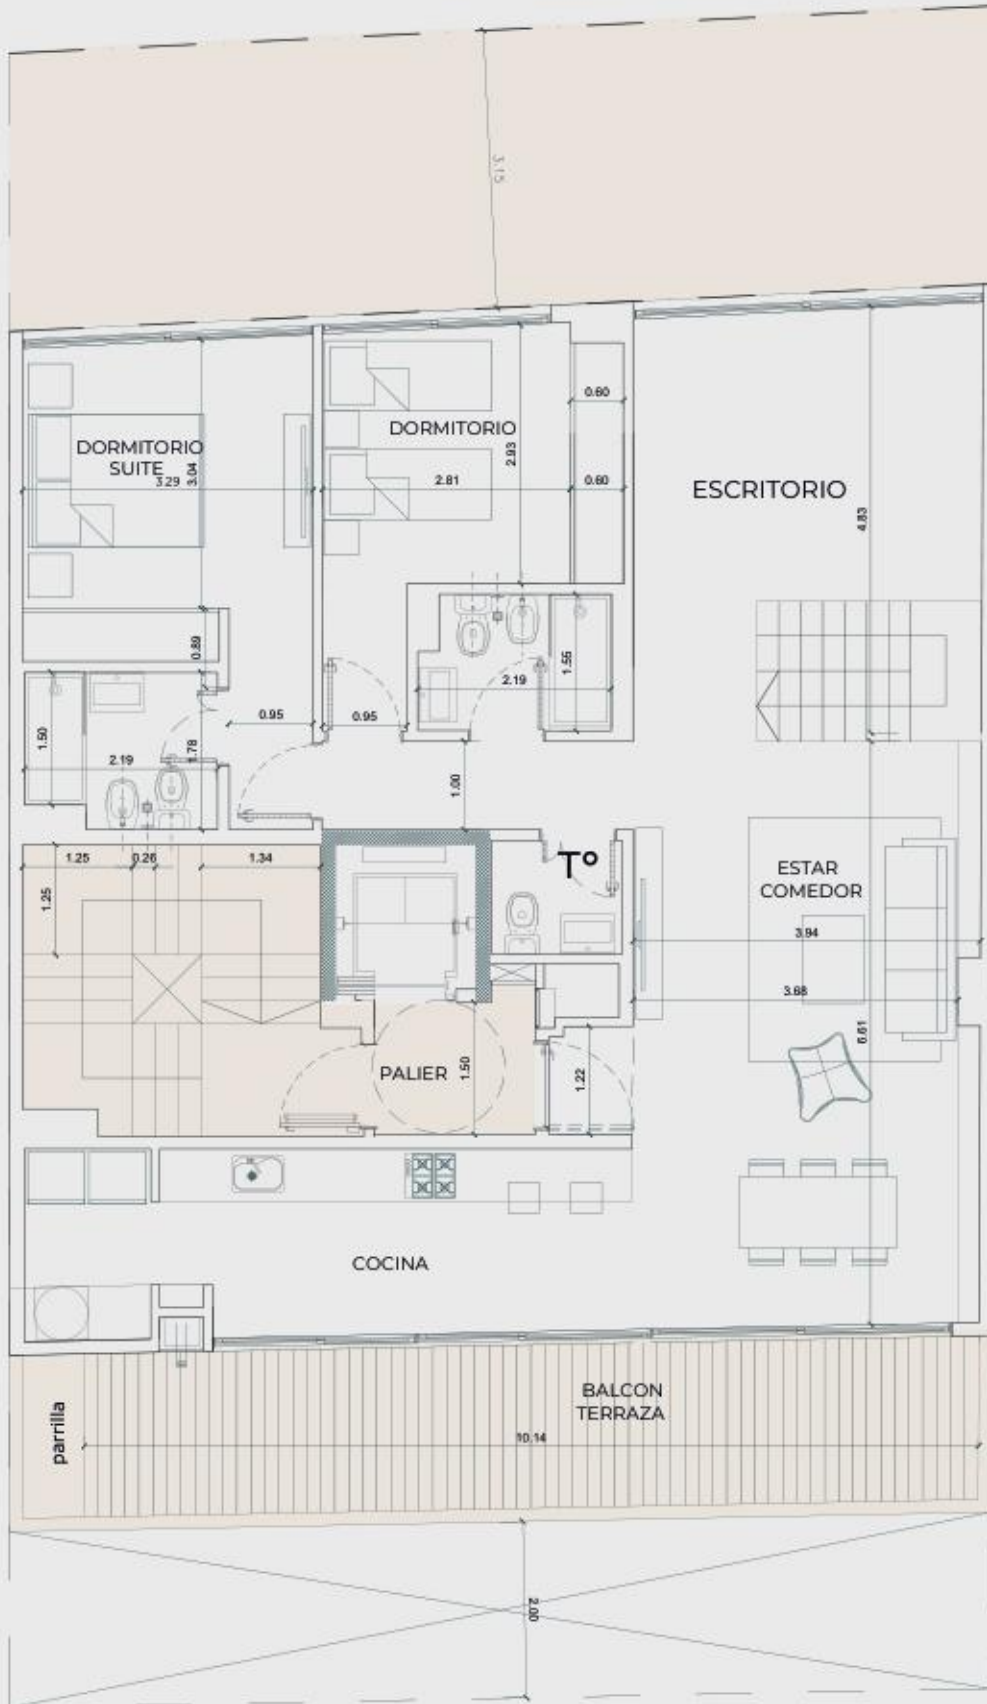 3.15
0.60
DORMITORIO
DORMITORIO
SUITE
3.29
3.04
2.93
2.81
0.60
ESCRITORIO
4.83
0.89
1.55
2.19
0.95
0.95
1.50
2.19
1.78
1.00
1.25
0.26
1.34
Tº
ESTAR
COMEDOR
1.25
3.94
3.68
6.61
PALIER
1.50
1.22
COCINA
BALCON
TERRAZA
parrilla
10.14
2.00